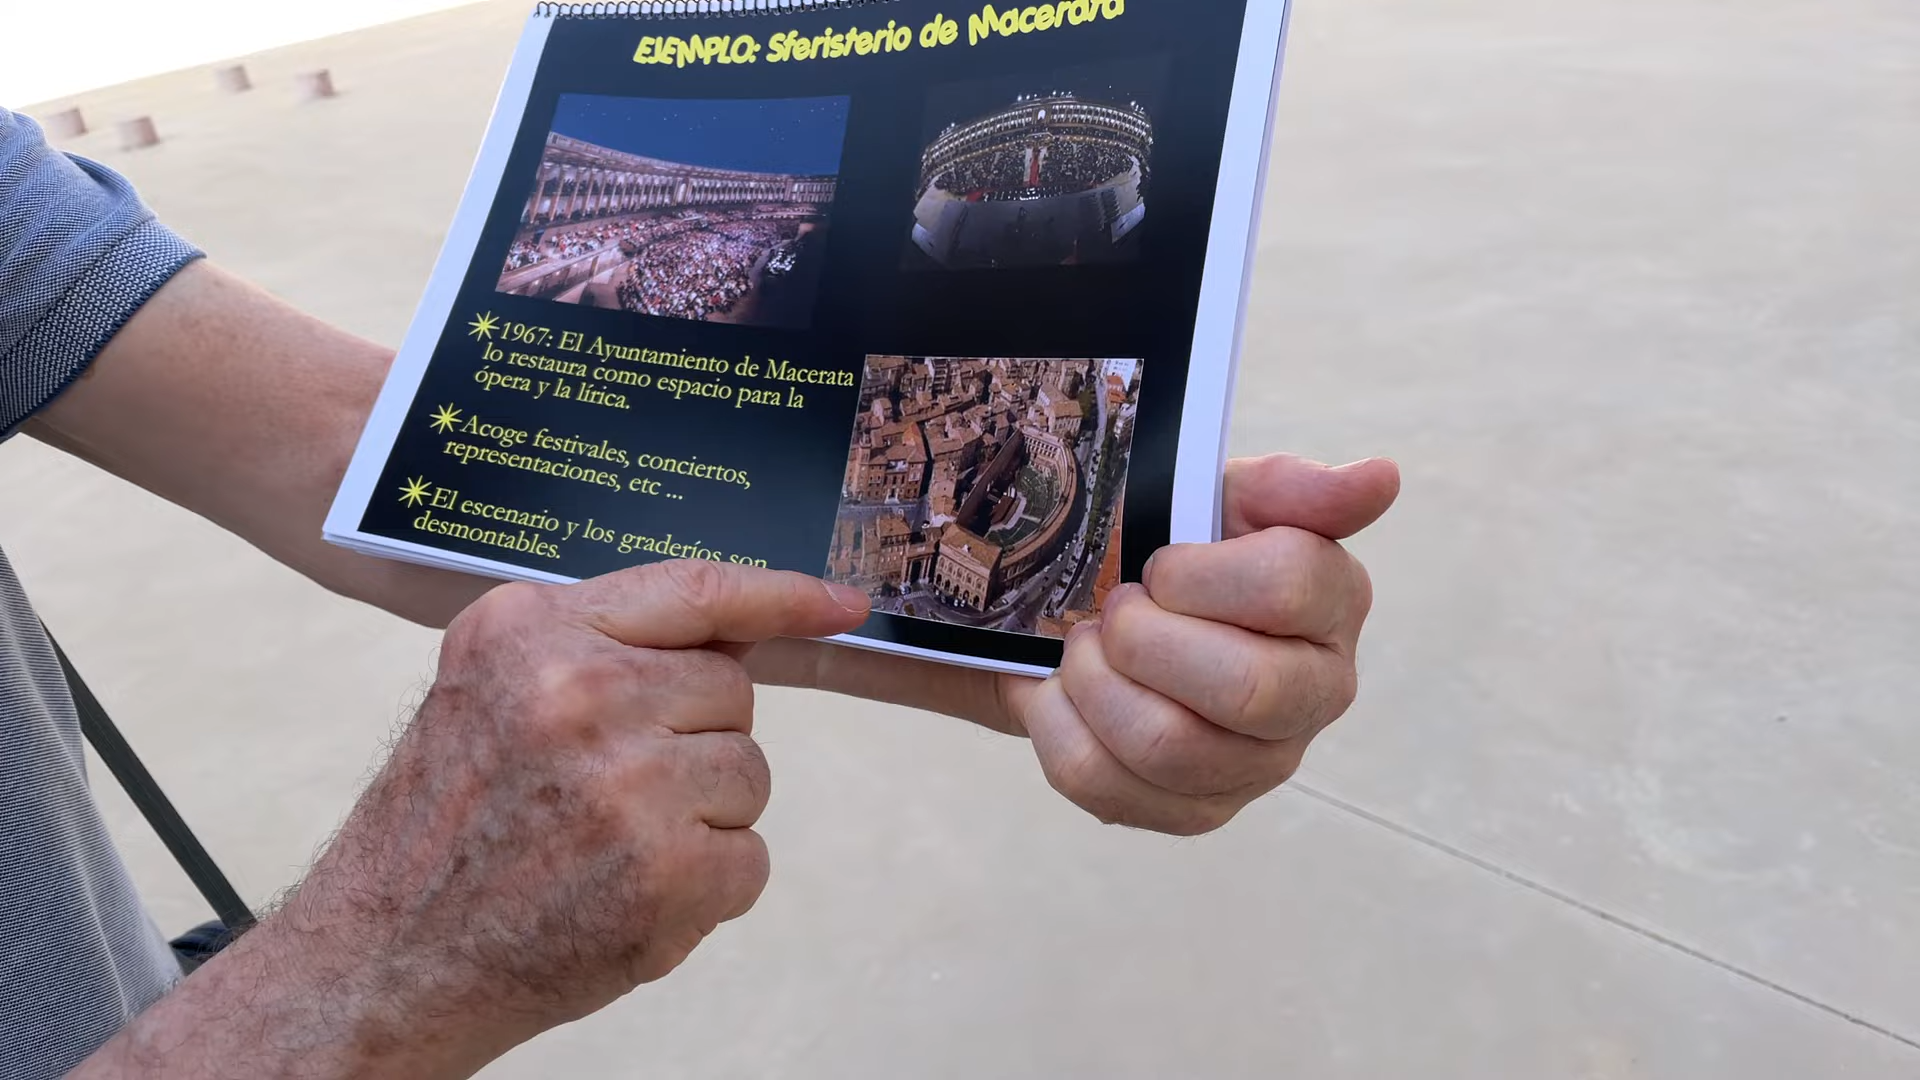 EJEMPLO: Sferisterio de Macerata
1967: El Ayuntamiento de Macerata
lo restaura como espacio para la
ópera y la lírica.
Acoge festivales, conciertos,
representaciones, etc ...
El escenario y los graderíos son
desmontables.